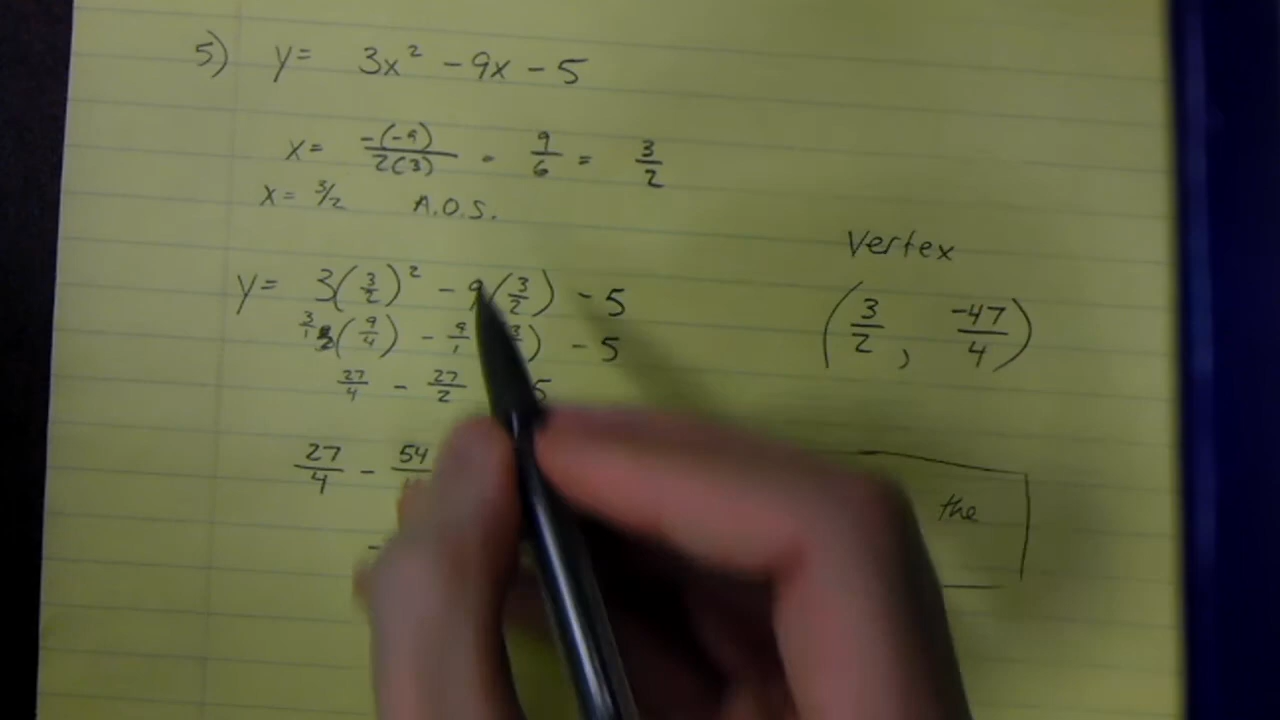 5) y = 3x² - 9x - 5
x = -(-9)/2(3) = 9/6 = 3/2
x = 3/2 A.O.S.
y = 3(3/2)² - 9(3/2) - 5
3/1 (9/4) - 9/1 ) - 5
27/4 - 27/2 5
27/4 - 54
Vertex
(3/2, -47/4)
the